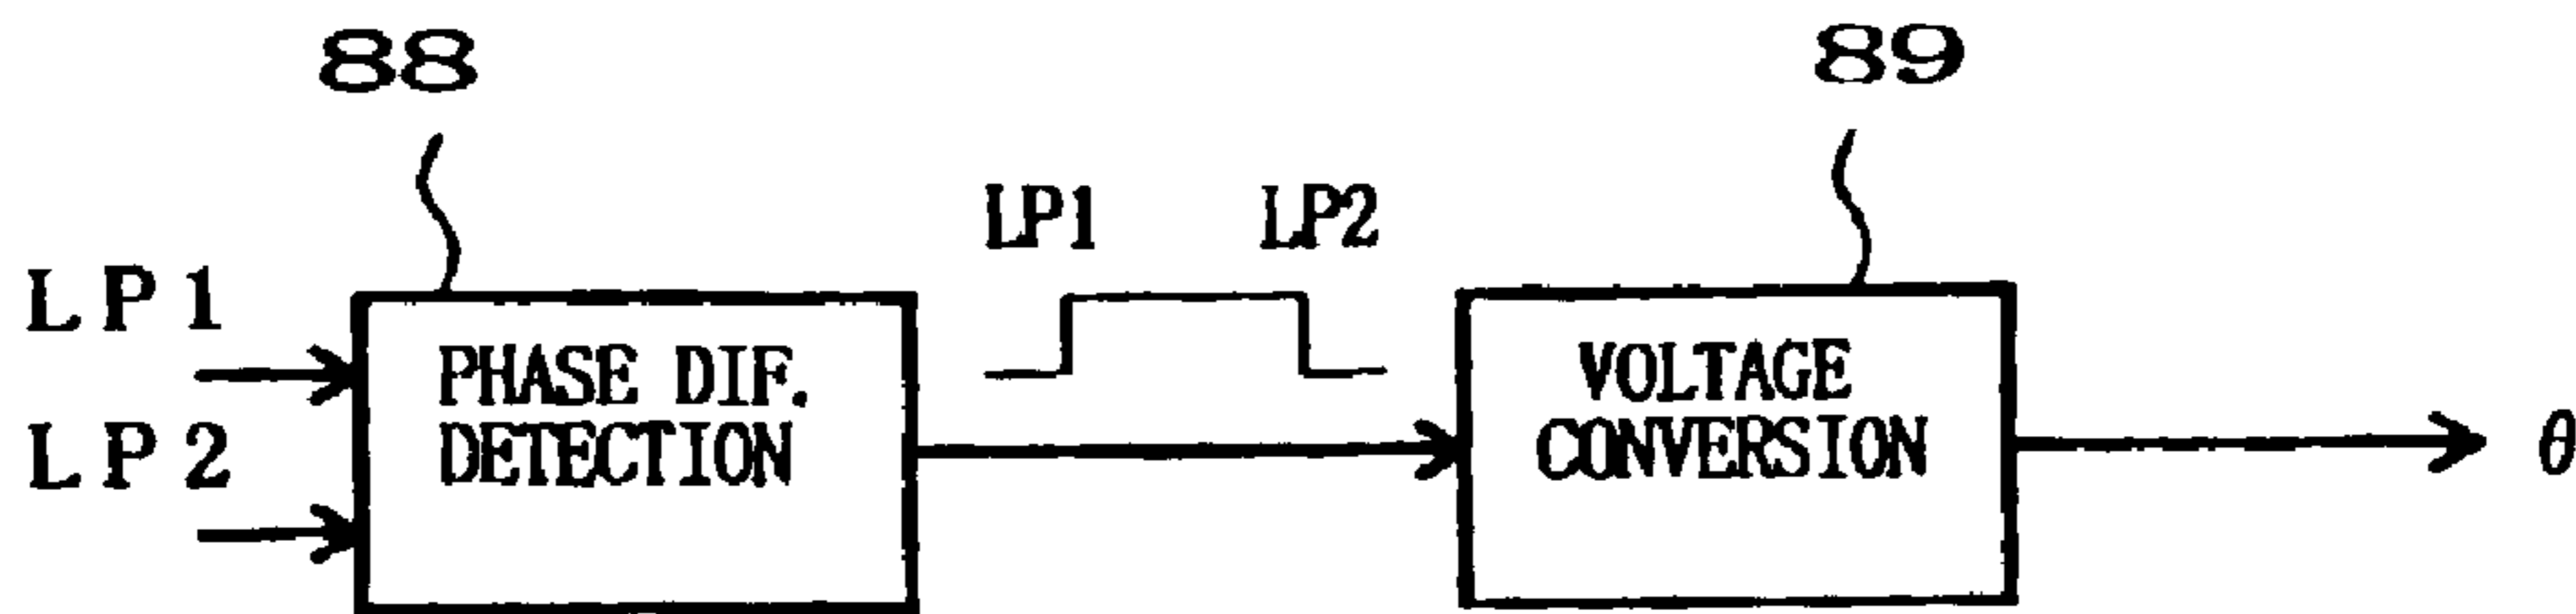 88
89
LP1
LP2
LP1
LP2
PHASE DIF.
DETECTION
VOLTAGE
CONVERSION
θ